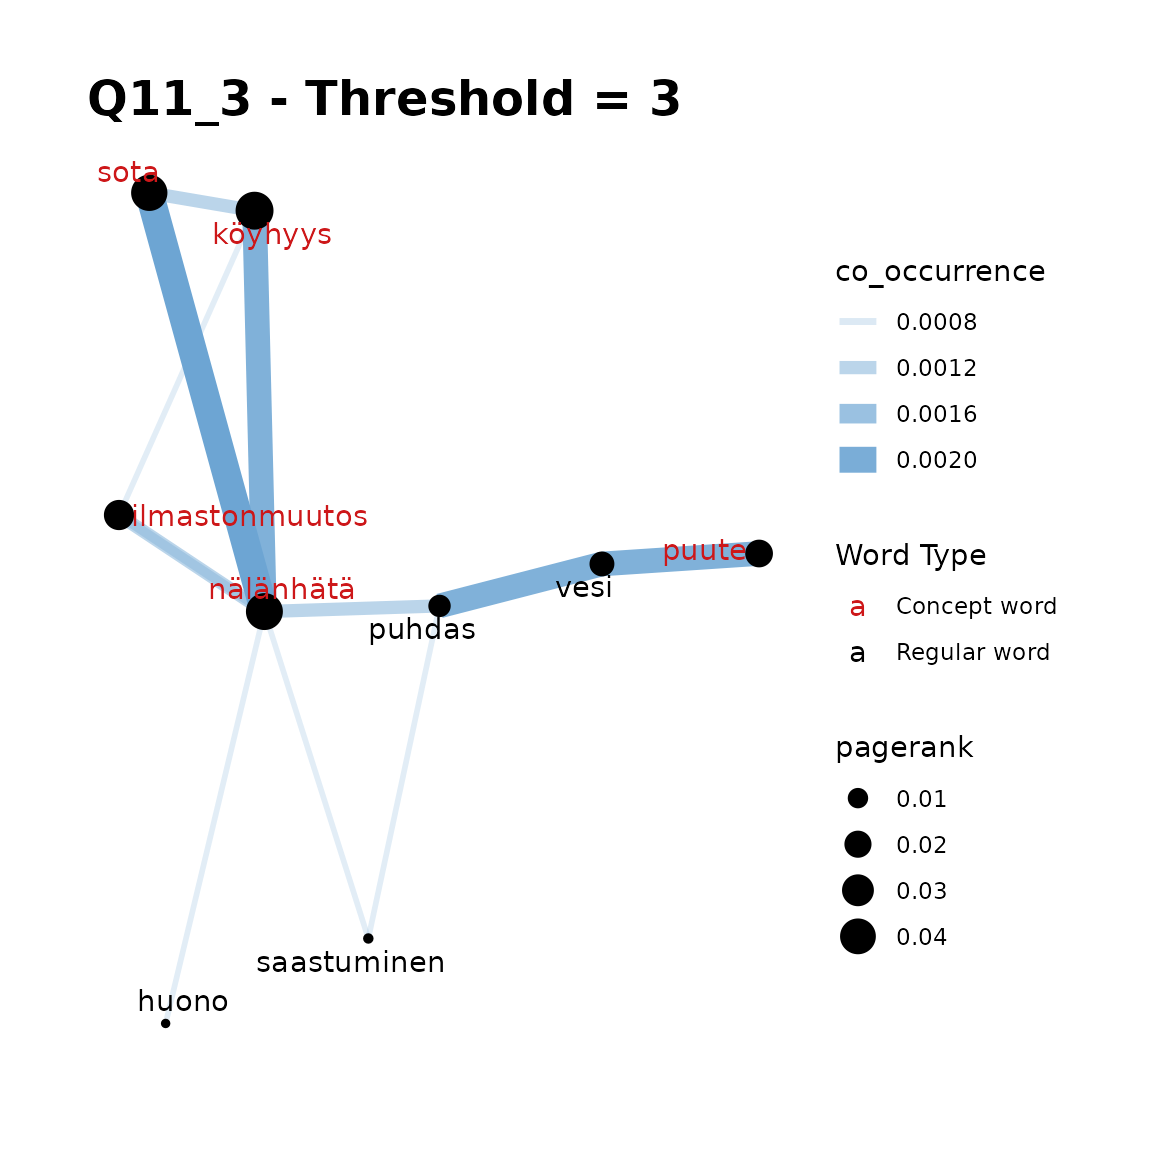 Q11_3 - Threshold = 3
sota
köyhyys
ilmastonmuutos
nälänhätä
puhdas
vesi
puute
saastuminen
huono
co_occurrence
0.0008
0.0012
0.0016
0.0020
Word Type
a Concept word
a Regular word
pagerank
0.01
0.02
0.03
0.04